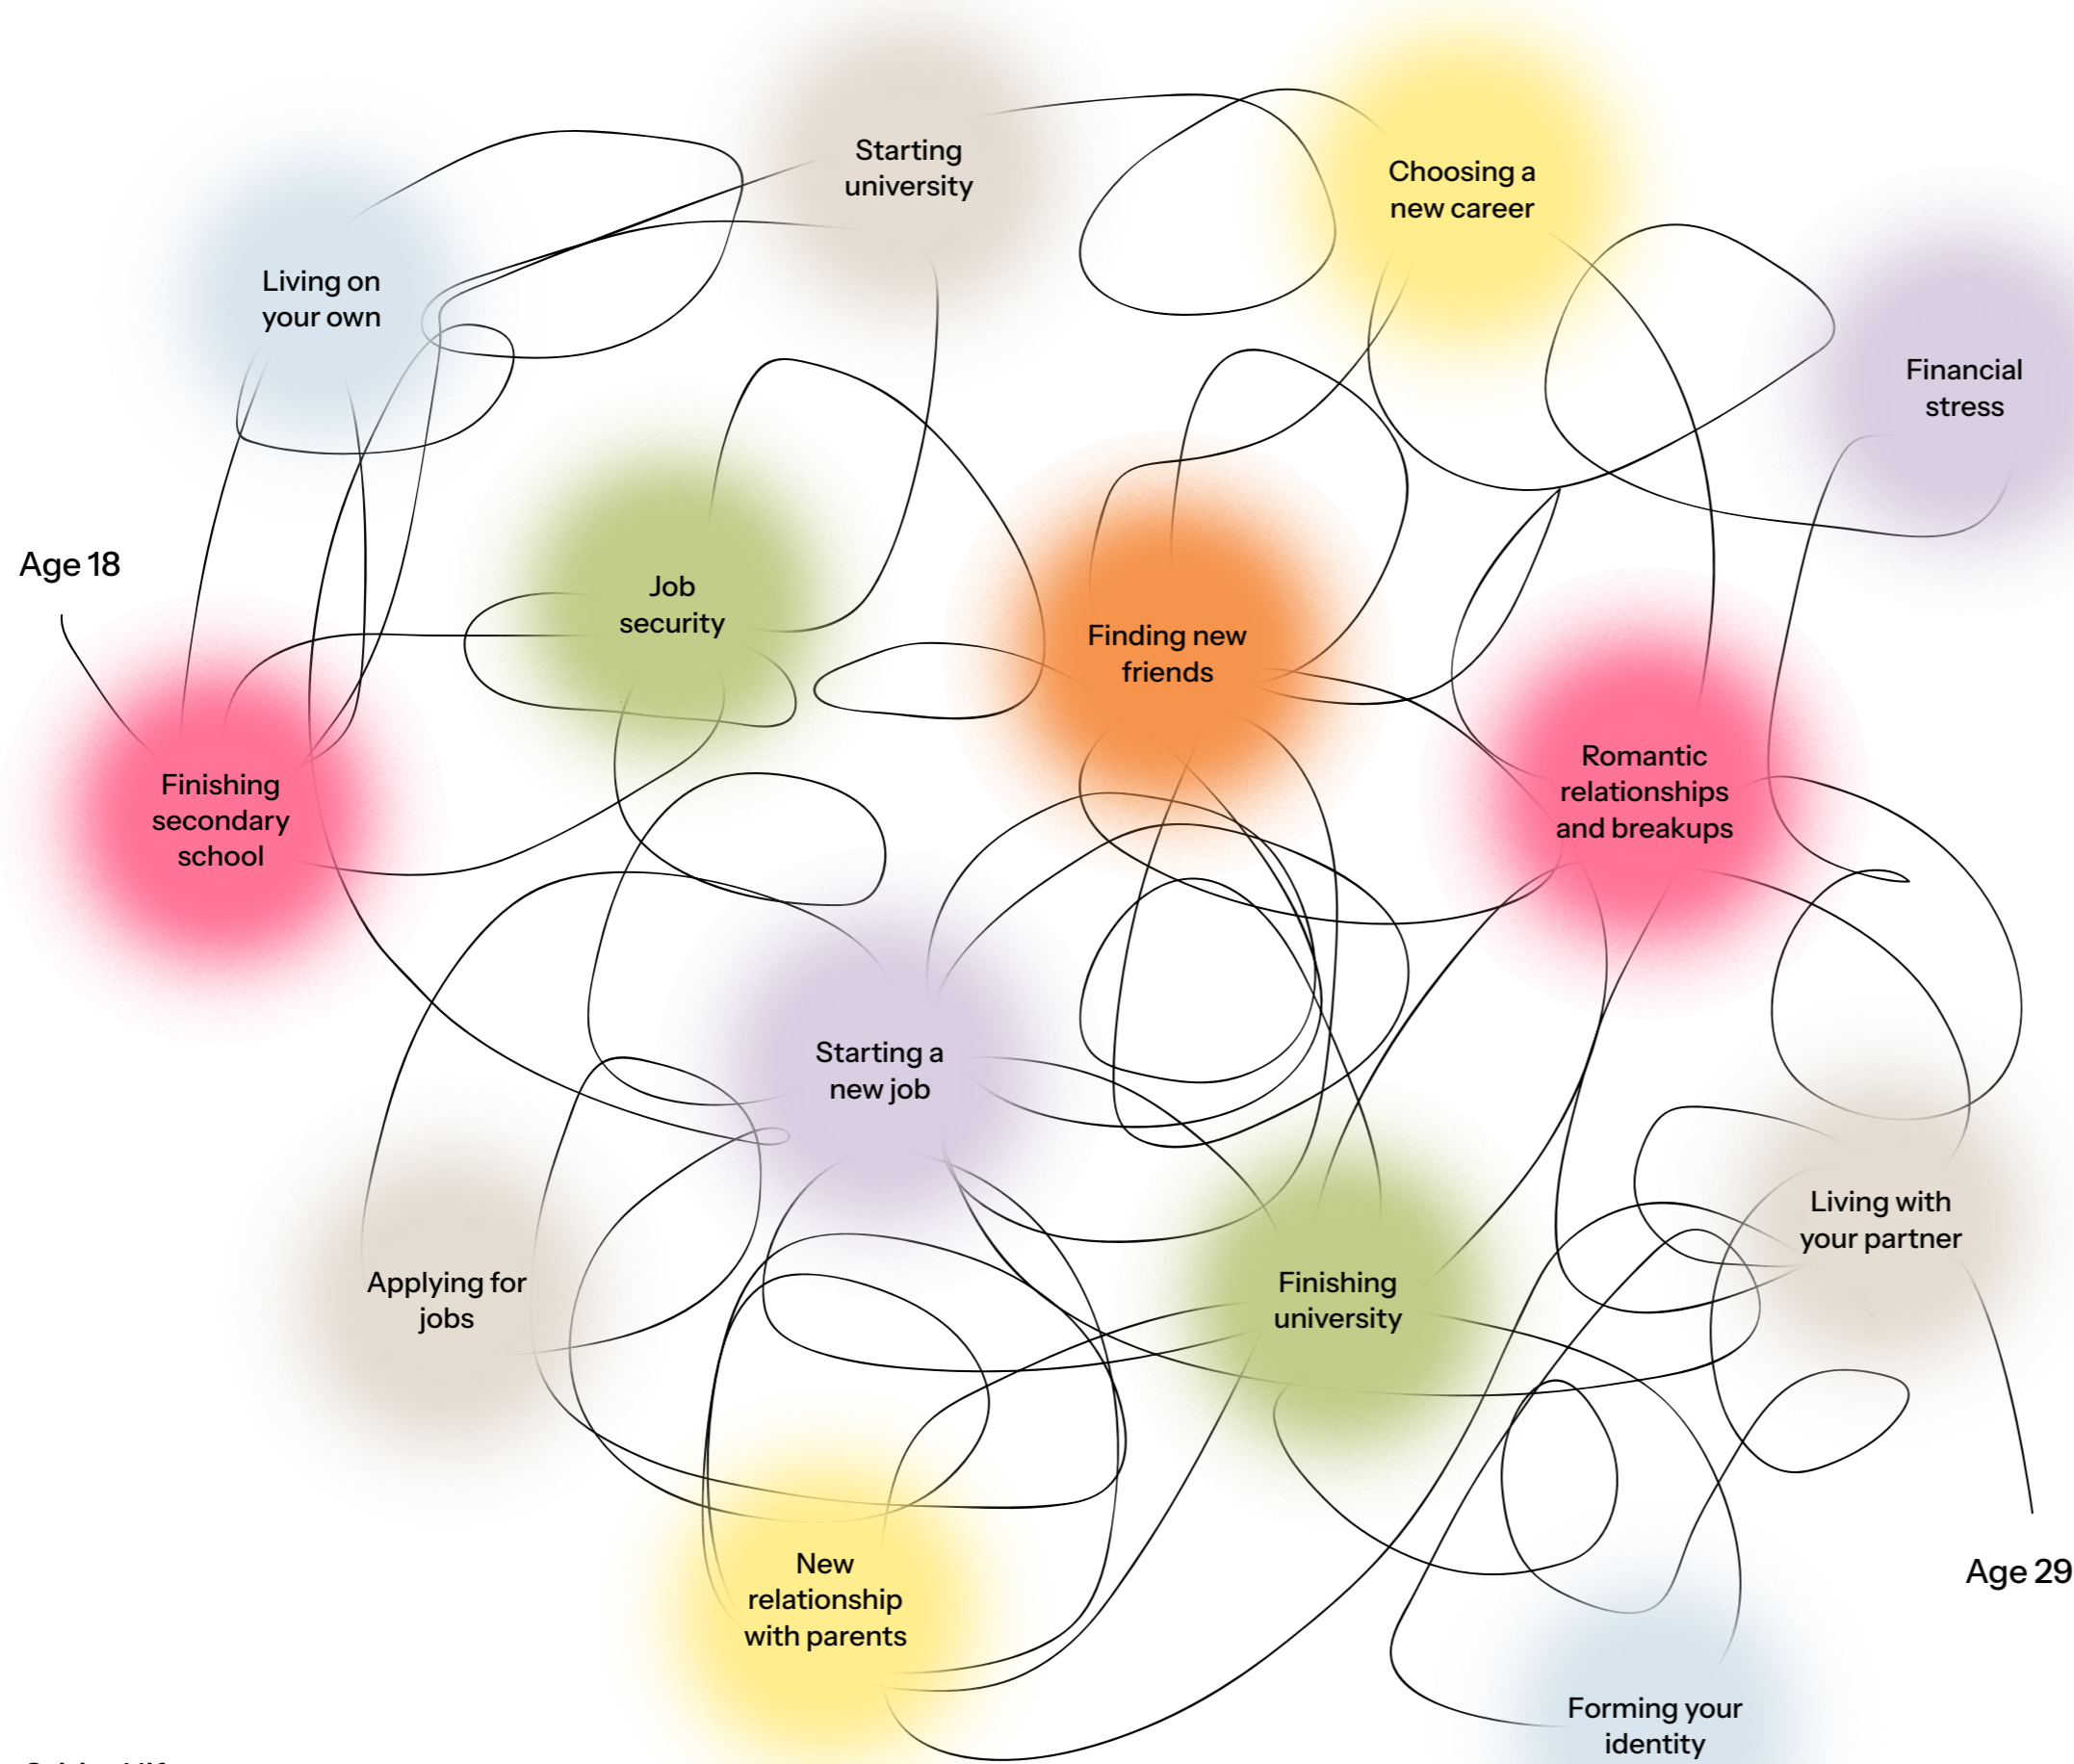 Starting
university
Choosing a
new career
Living on
your own
Financial
stress
Age 18
Job
security
Finding new
friends
Romantic
relationships
and breakups
Finishing
secondary
school
Starting a
new job
Living with
your partner
Applying for
jobs
Finishing
university
New
relationship
with parents
Age 29
Forming your
identity